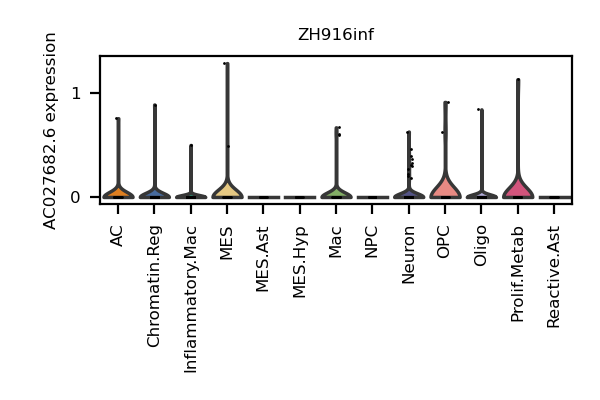 ZH916inf
AC027682.6 expression
1
0
AC
Chromatin.Reg
Inflammatory.Mac
MES
MES.Ast
MES.Hyp
Mac
NPC
Neuron
OPC
Oligo
Prolif.Metab
Reactive.Ast